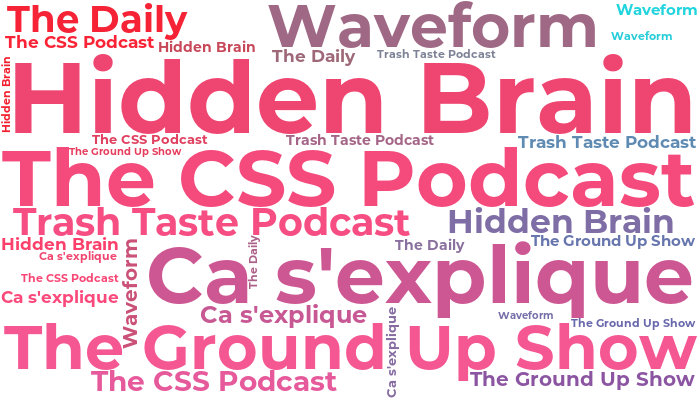 The Daily
Waveform
Waveform
The CSS Podcast
Hidden Brain
Waveform
The Daily
Trash Taste Podcast
Hidden Brain
Hidden Brain
The CSS Podcast
Trash Taste Podcast
Trash Taste Podcast
The Ground Up Show
The CSS Podcast
Trash Taste Podcast
Hidden Brain
Hidden Brain
The Daily
The Ground Up Show
Ca s'explique
Waveform
The Daily
Ca s'explique
The CSS Podcast
Ca s'explique
Ca s'explique
Ca s'explique
Waveform
The Ground Up Show
The Ground Up Show
The CSS Podcast
The Ground Up Show